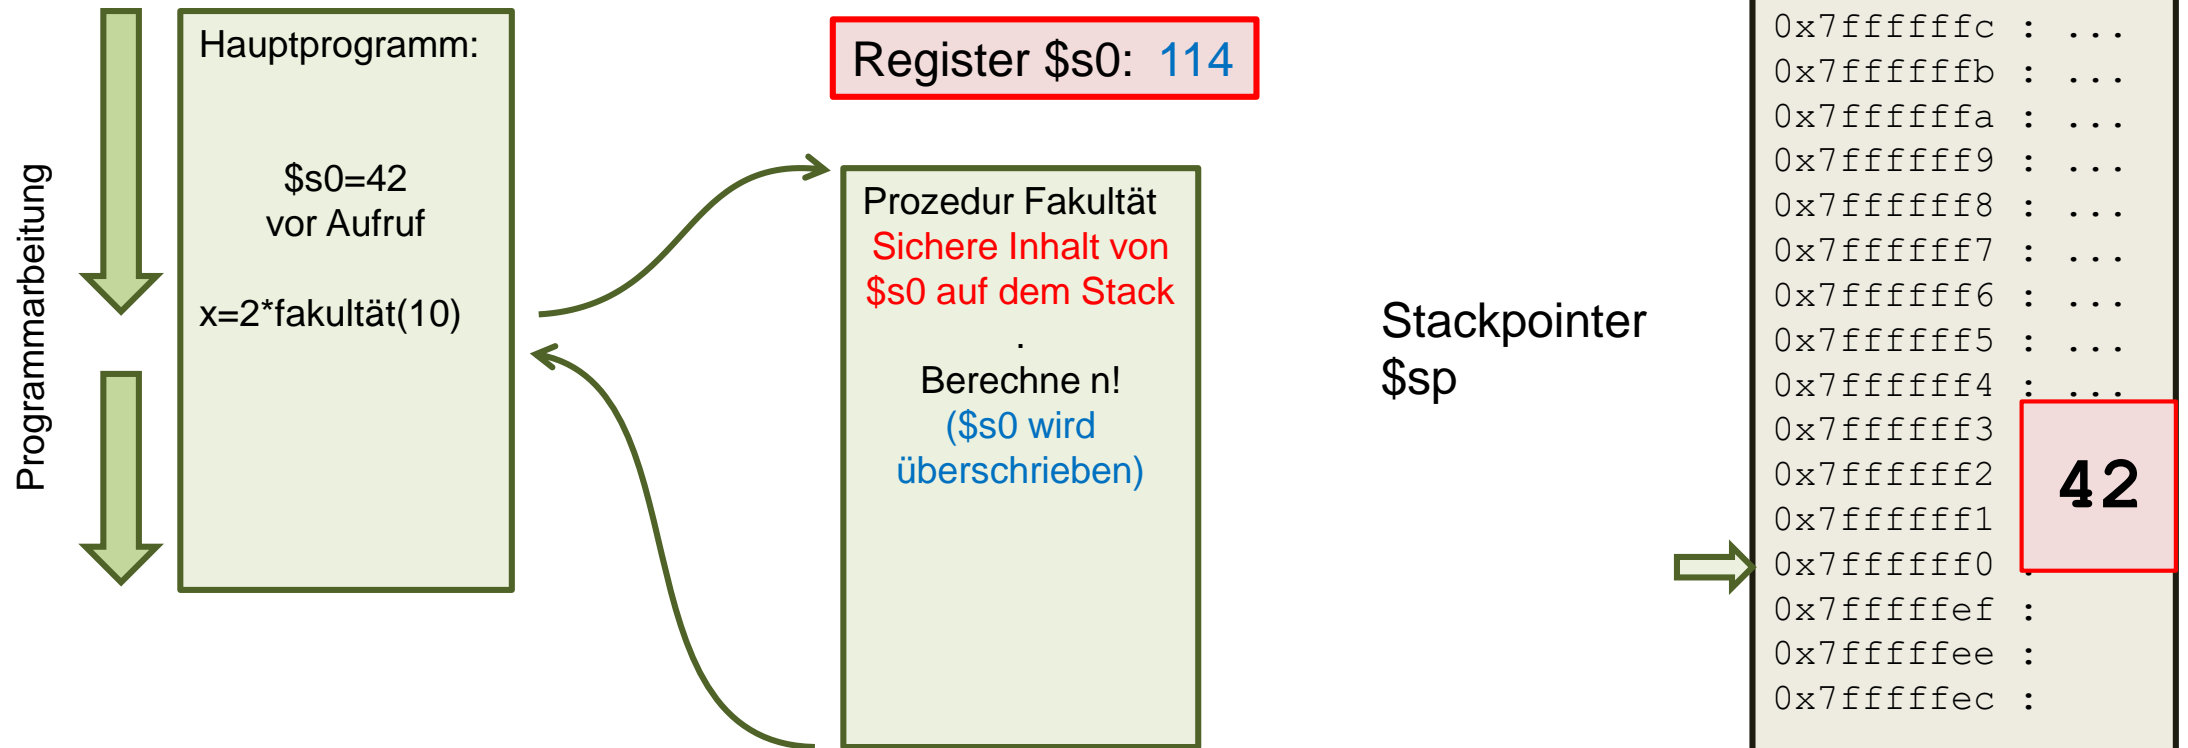 Programmarbeitung
Hauptprogramm:
$s0=42
vor Aufruf
x=2*fakultät(10)
Register $s0: 114
Prozedur Fakultät
Sichere Inhalt von
$s0 auf dem Stack
.
Berechne n!
($s0 wird
überschrieben)
Stackpointer
$sp
0x7ffffffc : ...
0x7ffffffb : ...
0x7ffffffa : ...
0x7ffffff9 : ...
0x7ffffff8 : ...
0x7ffffff7 : ...
0x7ffffff6 : ...
0x7ffffff5 : ...
0x7ffffff4 : ...
0x7ffffff3
0x7ffffff2
42
0x7ffffff1
0x7ffffff0 :
0x7fffffef :
0x7fffffee :
0x7fffffec :